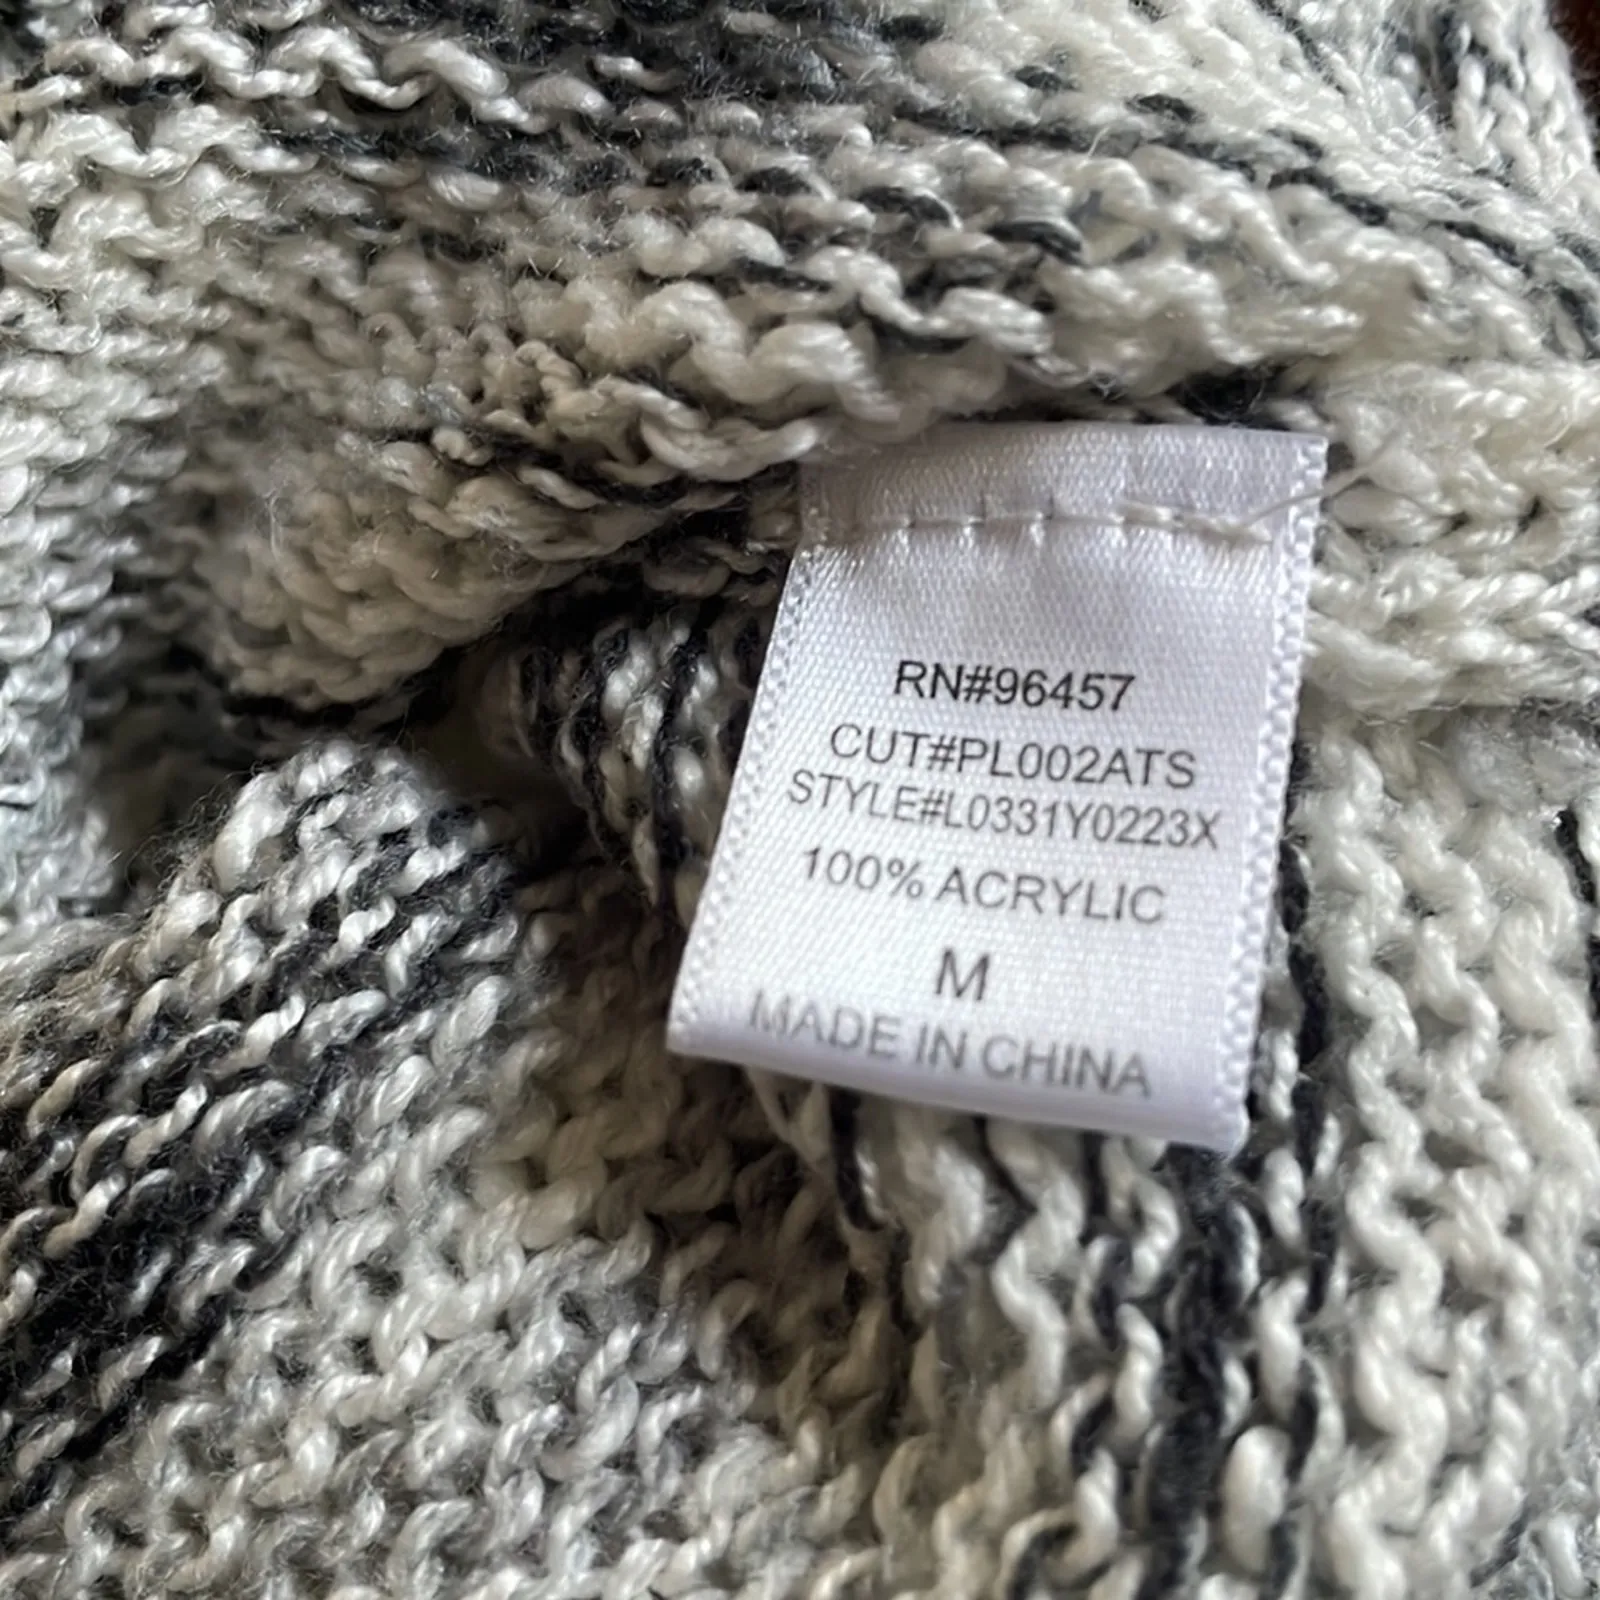 RN#96457
CUT#PL002ATS
STYLE#L0331Y0223X
100% ACRYLIC
M
MADE IN CHINA